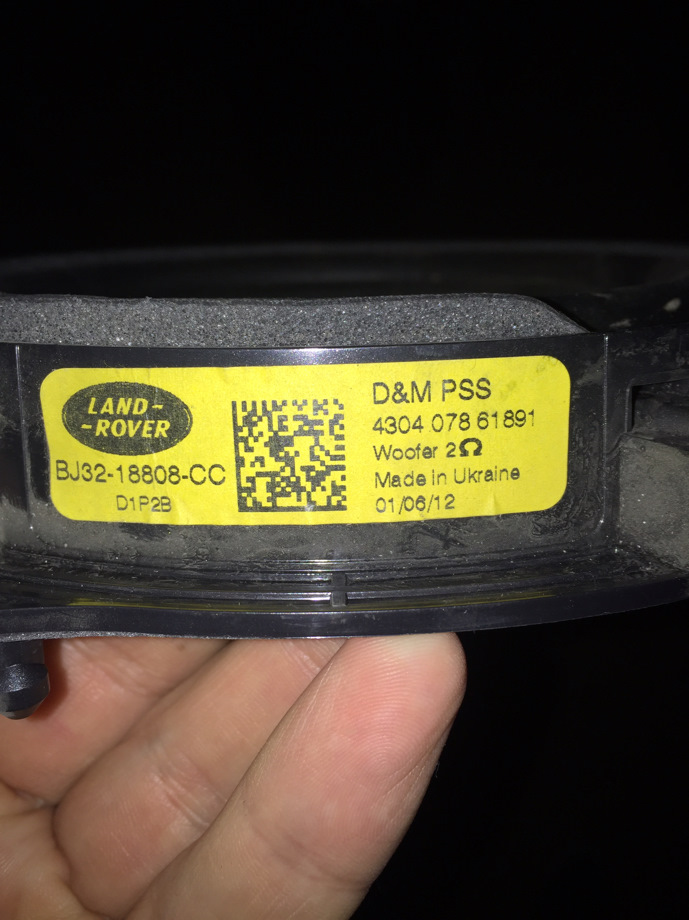 LAND-
-ROVER
BJ32-18808-CC
D1P2B
D&M PSS
4304 078 61891
Woofer 2Ω
Made in Ukraine
01/06/12